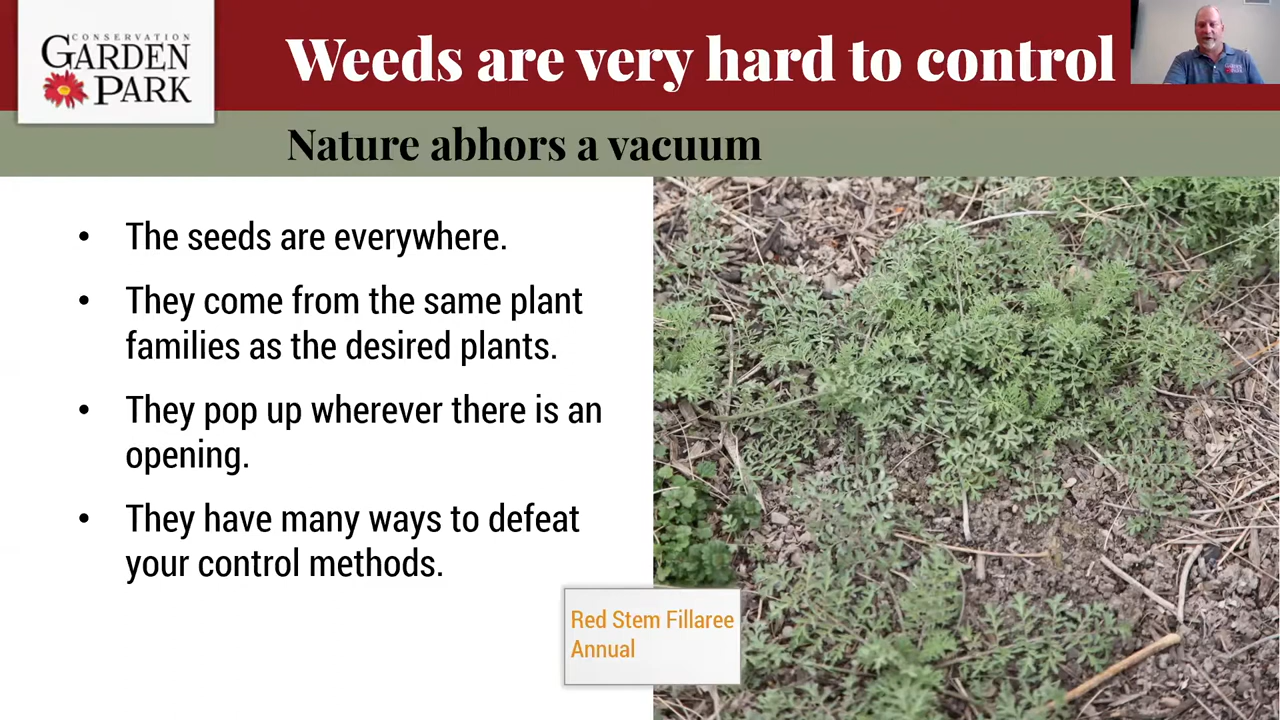 CONSERVATION
GARDEN
PARK
Weeds are very hard to control
Nature abhors a vacuum
• The seeds are everywhere.
• They come from the same plant
families as the desired plants.
• They pop up wherever there is an
opening.
• They have many ways to defeat
your control methods.
Red Stem Fillaree
Annual